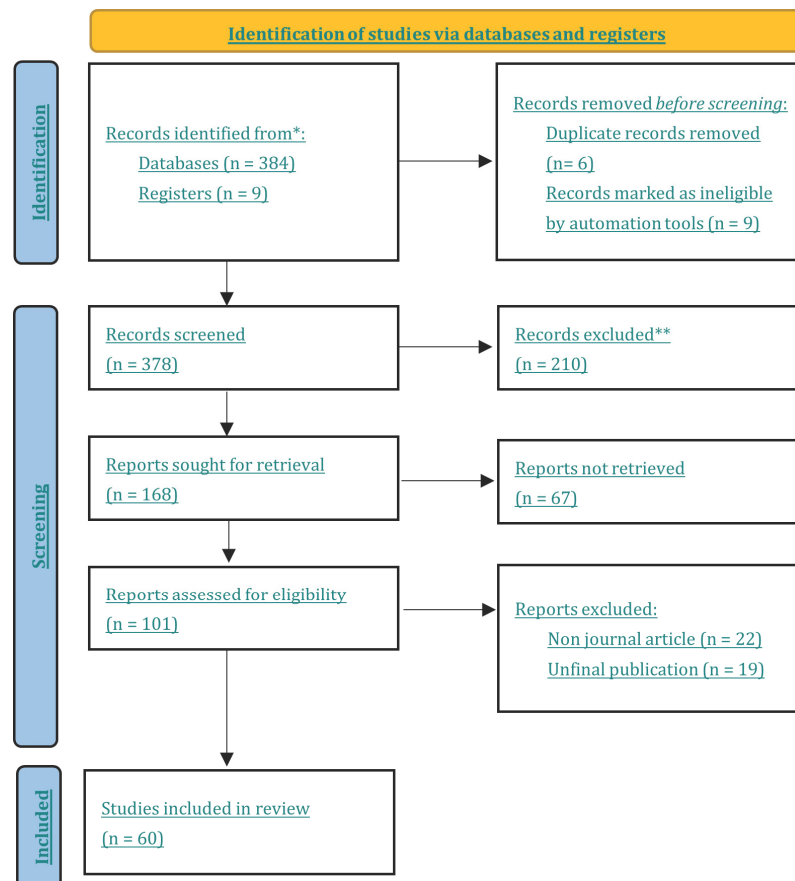 Identification of studies via databases and registers
Identification
Records identified from*:
Databases (n = 384)
Registers (n = 9)
Records removed before screening:
Duplicate records removed
(n= 6)
Records marked as ineligible
by automation tools (n = 9)
Screening
Records screened
(n = 378)
Records excluded**
(n = 210)
Reports sought for retrieval
(n = 168)
Reports not retrieved
(n = 67)
Reports assessed for eligibility
(n = 101)
Reports excluded:
Non journal article (n = 22)
Unfinal publication (n = 19)
Included
Studies included in review
(n = 60)